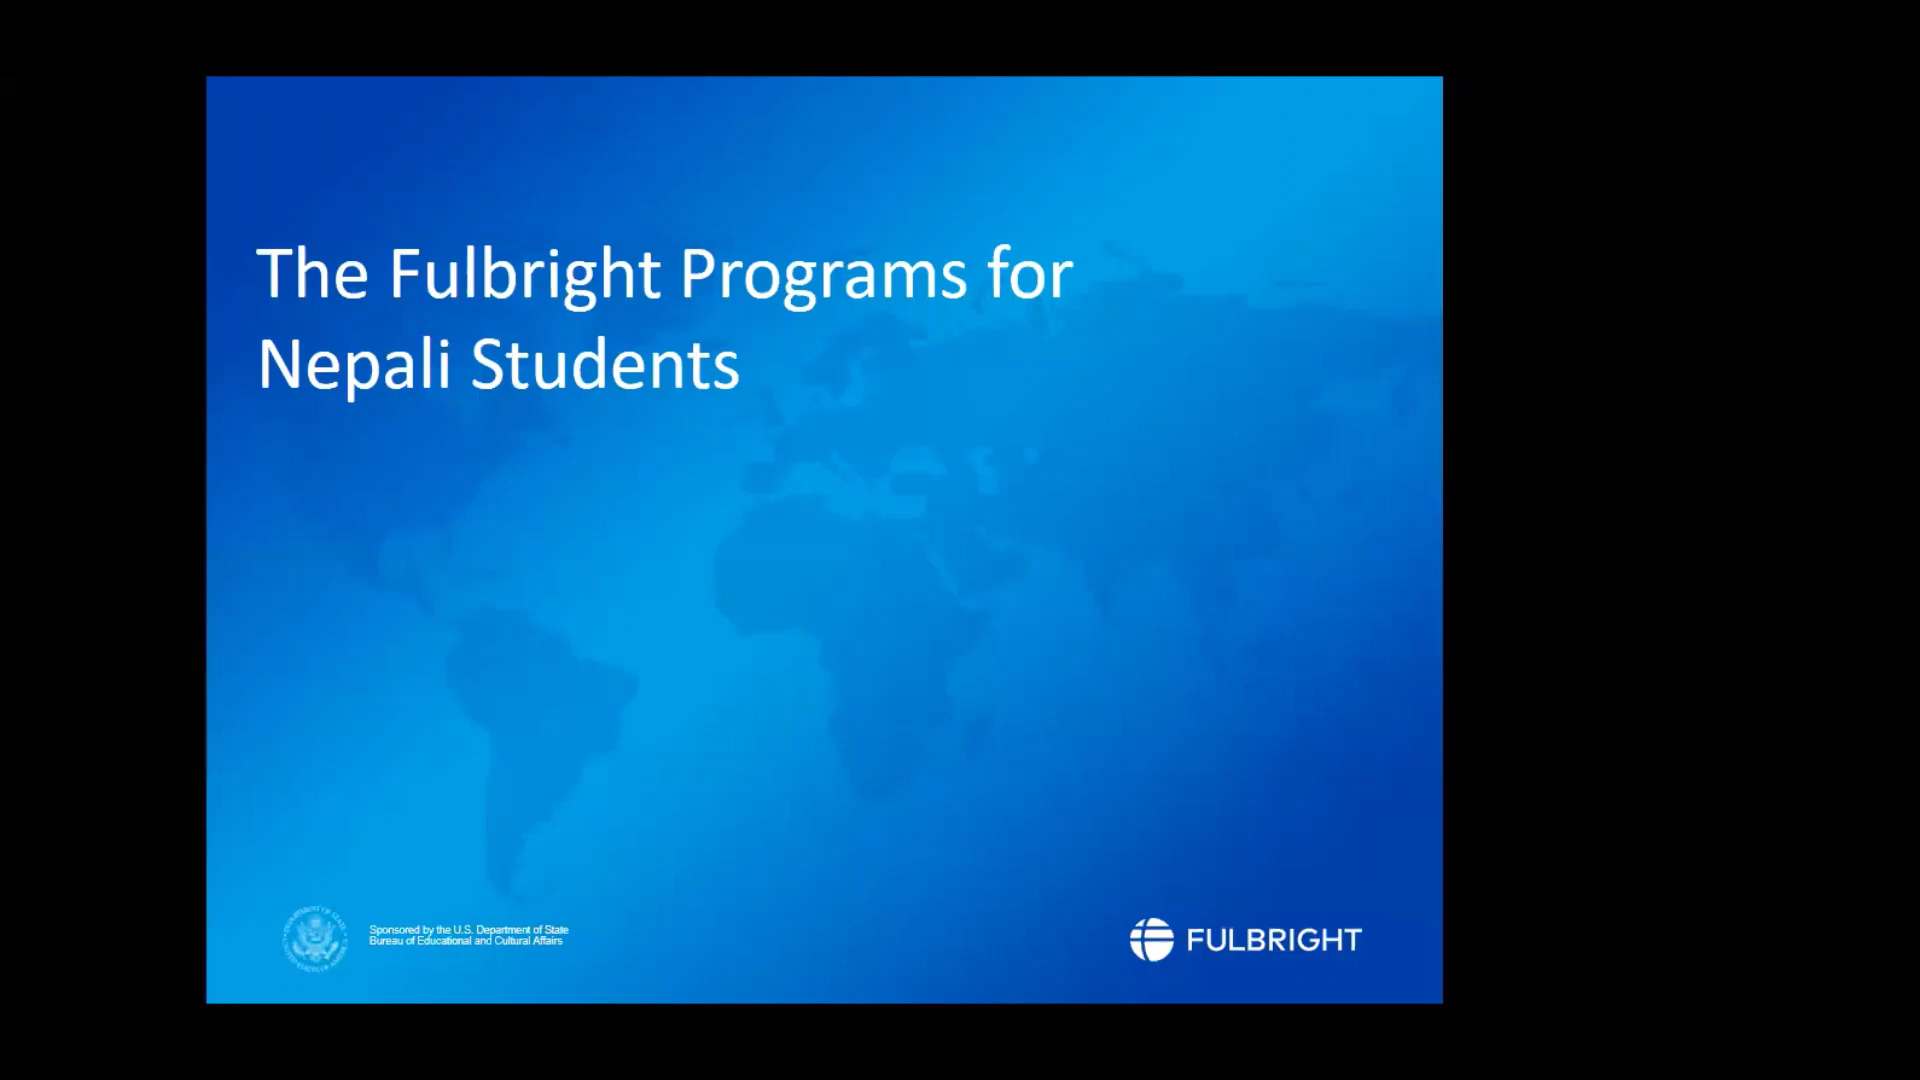 The Fulbright Programs for
Nepali Students
Sponsored by the U.S. Department of State
Bureau of Educational and Cultural Affairs
FULBRIGHT